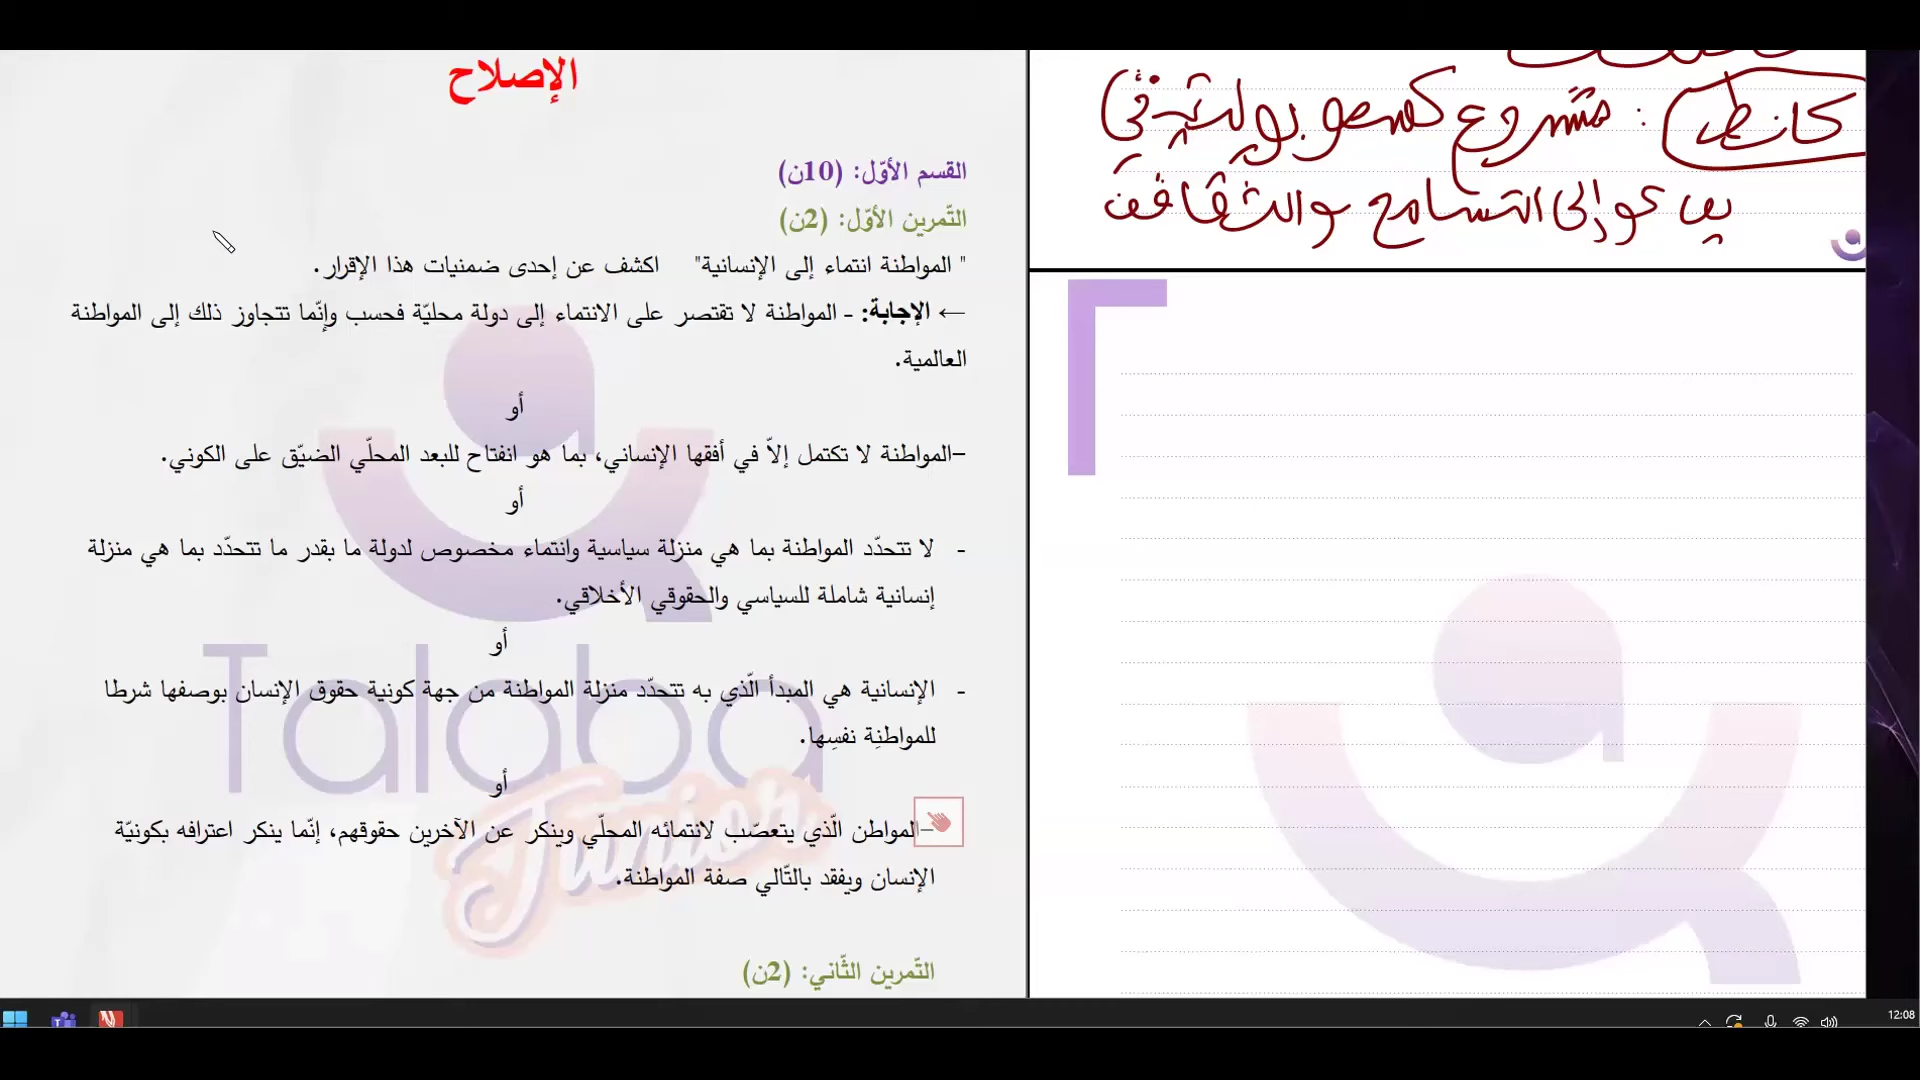 الإصلاح
القسم الأوّل: (10ن)
التّمرين الأوّل: (2ن)
" المواطنة انتماء إلى الإنسانية" اكشف عن إحدى ضمنيات هذا الإقرار.
← الإجابة: - المواطنة لا تقتصر على الانتماء إلى دولة محليّة فحسب وإنّما تتجاوز ذلك إلى المواطنة
العالمية.
أو
–المواطنة لا تكتمل إلاّ في أفقها الإنساني، بما هو انفتاح للبعد المحلّي الضيّق على الكوني.
أو
- لا تتحدّد المواطنة بما هي منزلة سياسية وانتماء مخصوص لدولة ما بقدر ما تتحدّد بما هي منزلة
إنسانية شاملة للسياسي والحقوقي الأخلاقي.
أو
- الإنسانية هي المبدأ الّذي به تتحدّد منزلة المواطنة من جهة كونية حقوق الإنسان بوصفها شرطا
للمواطنِة نفسِها.
أو
–المواطن الّذي يتعصّب لانتمائه المحلّي وينكر عن الآخرين حقوقهم، إنّما ينكر اعترافه بكونيّة
الإنسان ويفقد بالتّالي صفة المواطنة.
التّمرين الثّاني: (2ن)
Talaba
Junior
كانط : مشروع كسموبوليتيقي
يدعو إلى التسامح والثقافة
12:08